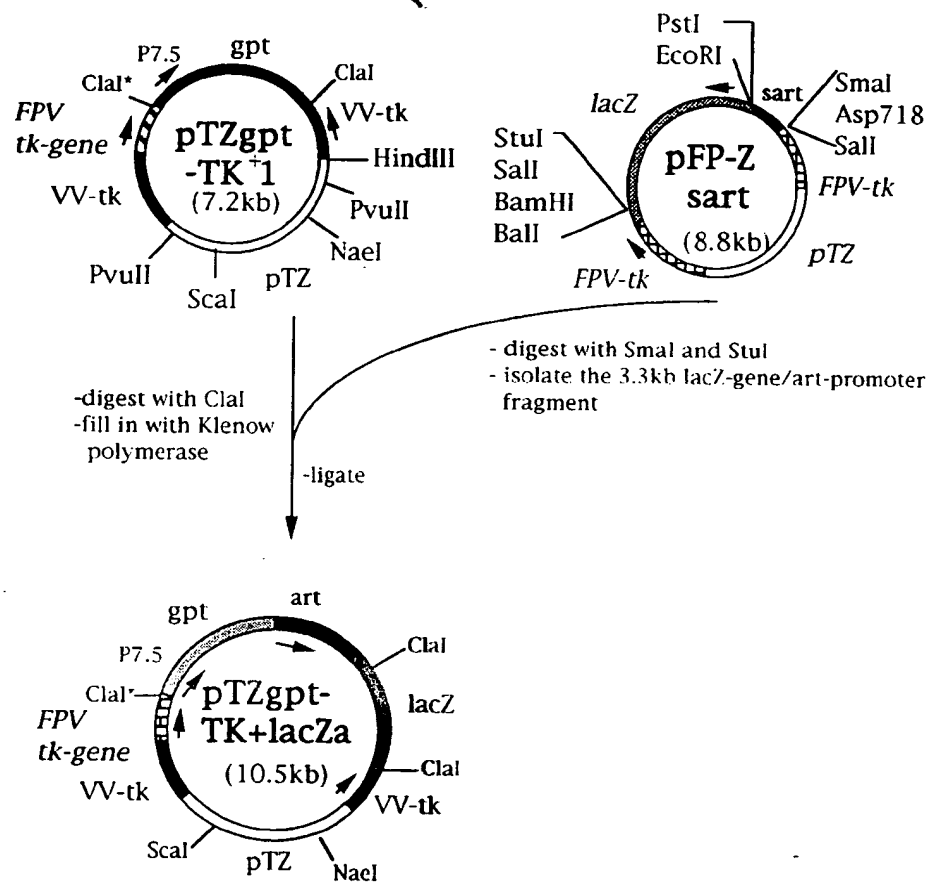 gpt
P7.5
ClaI*
ClaI
FPV
tk-gene
VV-tk
pTZgpt
-TK+1
(7.2kb)
HindIII
VV-tk
PvuII
NaeI
PvuII
pTZ
ScaI
PstI
EcoRI
sart
SmaI
Asp718
SalI
lacZ
StuI
SalI
BamHI
BalI
pFP-Z
sart
(8.8kb)
FPV-tk
pTZ
FPV-tk
- digest with SmaI and StuI
- isolate the 3.3kb lacZ-gene/art-promoter
fragment
-digest with ClaI
-fill in with Klenow
polymerase
-ligate
gpt
art
P7.5
ClaI
ClaI*
pTZgpt-
TK+lacZa
(10.5kb)
lacZ
FPV
tk-gene
ClaI
VV-tk
VV-tk
ScaI
pTZ
NaeI